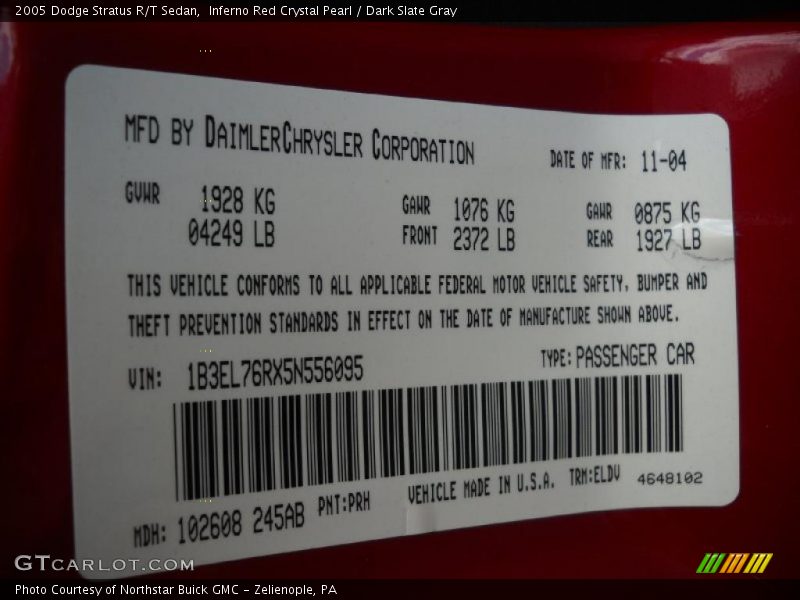 2005 Dodge Stratus R/T Sedan,  Inferno Red Crystal Pearl / Dark Slate Gray
MFD BY DAIMLERCHRYSLER CORPORATION
DATE OF MFR: 11-04
GVWR 1928 KG GAWR 1076 KG GAWR 0875 KG
04249 LB FRONT 2372 LB REAR 1927 LB
THIS VEHICLE CONFORMS TO ALL APPLICABLE FEDERAL MOTOR VEHICLE SAFETY, BUMPER AND
THEFT PREVENTION STANDARDS IN EFFECT ON THE DATE OF MANUFACTURE SHOWN ABOVE.
VIN: 1B3EL76RX5N556095 TYPE: PASSENGER CAR
MDH: 102608 245AB PNT:PRH VEHICLE MADE IN U.S.A. TRM:ELDV 4648102
GTCARLOT.COM
Photo Courtesy of Northstar Buick GMC - Zelienople, PA